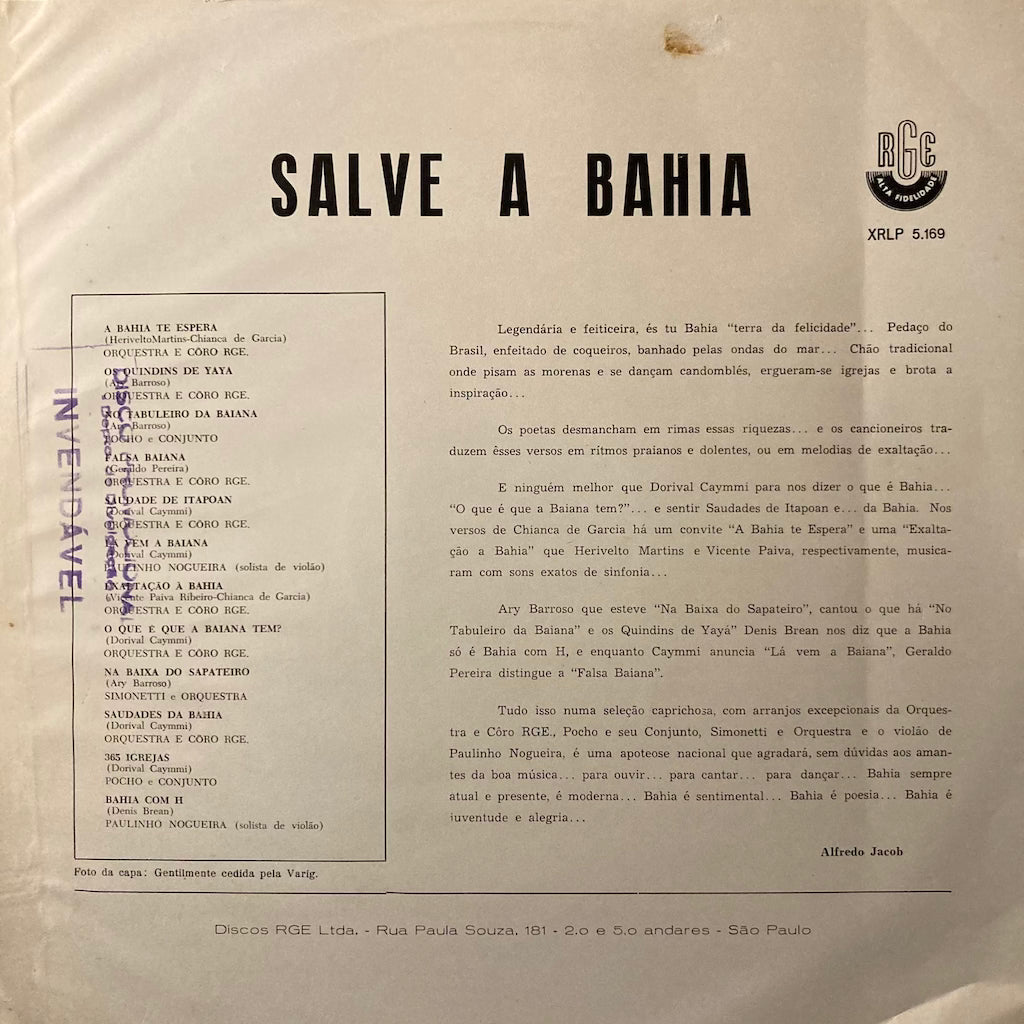 SALVE A BAHIA
RGE
ALTA FIDELIDADE
XRLP 5.169
A BAHIA TE ESPERA
(HeriveltoMartins-Chianca de Garcia)
ORQUESTRA E CÔRO RGE.
OS QUINDINS DE YAYA
(Ary Barroso)
ORQUESTRA E CÔRO RGE.
NO TABULEIRO DA BAIANA
(Ary Barroso)
POCHO e CONJUNTO
FALSA BAIANA
(Geraldo Pereira)
ORQUESTRA E CÔRO RGE.
SAUDADE DE ITAPOAN
(Dorival Caymmi)
ORQUESTRA E CÔRO RGE.
LÁ VEM A BAIANA
(Dorival Caymmi)
PAULINHO NOGUEIRA (solista de violão)
EXALTAÇÃO À BAHIA
(Vicente Paiva Ribeiro-Chianca de Garcia)
ORQUESTRA E CÔRO RGE.
O QUE É QUE A BAIANA TEM?
(Dorival Caymmi)
ORQUESTRA E CÔRO RGE.
NA BAIXA DO SAPATEIRO
(Ary Barroso)
SIMONETTI e ORQUESTRA
SAUDADES DA BAHIA
(Dorival Caymmi)
ORQUESTRA E CÔRO RGE.
365 IGREJAS
(Dorival Caymmi)
POCHO e CONJUNTO
BAHIA COM H
(Denis Brean)
PAULINHO NOGUEIRA (solista de violão)
Foto da capa: Gentilmente cedida pela Varig.
INVENDÁVEL
DISCO
Legendária e feiticeira, és tu Bahia “terra da felicidade”... Pedaço do
Brasil, enfeitado de coqueiros, banhado pelas ondas do mar... Chão tradicional
onde pisam as morenas e se dançam candomblés, ergueram-se igrejas e brota a
inspiração...
Os poetas desmancham em rimas essas riquezas... e os cancioneiros tra-
duzem êsses versos em rítmos praianos e dolentes, ou em melodias de exaltação...
E ninguém melhor que Dorival Caymmi para nos dizer o que é Bahia...
“O que é que a Baiana tem?”... e sentir Saudades de Itapoan e... da Bahia. Nos
versos de Chianca de Garcia há um convite “A Bahia te Espera” e uma “Exalta-
ção a Bahia” que Herivelto Martins e Vicente Paiva, respectivamente, musica-
ram com sons exatos de sinfonia...
Ary Barroso que esteve “Na Baixa do Sapateiro”, cantou o que há “No
Tabuleiro da Baiana” e os Quindins de Yayá” Denis Brean nos diz que a Bahia
só é Bahia com H, e enquanto Caymmi anuncia “Lá vem a Baiana”, Geraldo
Pereira distingue a “Falsa Baiana”.
Tudo isso numa seleção caprichosa, com arranjos excepcionais da Orques-
tra e Côro RGE., Pocho e seu Conjunto, Simonetti e Orquestra e o violão de
Paulinho Nogueira, é uma apoteose nacional que agradará, sem dúvidas aos aman-
tes da boa música... para ouvir... para cantar... para dançar... Bahia sempre
atual e presente, é moderna... Bahia é sentimental... Bahia é poesia... Bahia é
juventude e alegria...
Alfredo Jacob
Discos RGE Ltda. - Rua Paula Souza, 181 - 2.o e 5.o andares - São Paulo